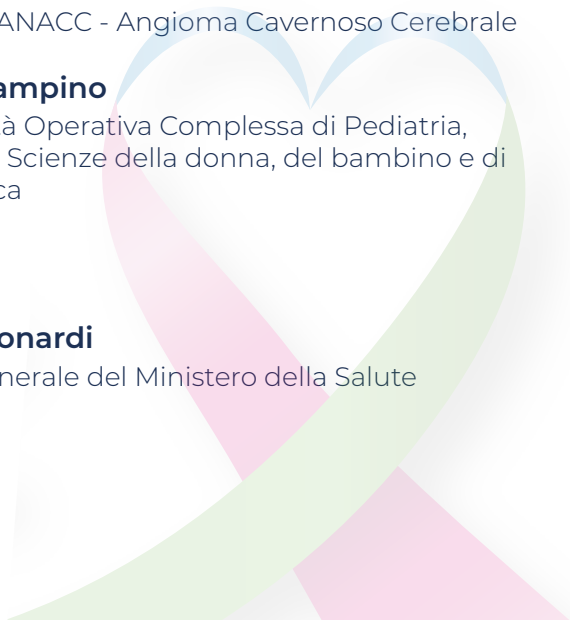 ANACC - Angioma Cavernoso Cerebrale
ampino
tà Operativa Complessa di Pediatria,
Scienze della donna, del bambino e di
ca
onardi
nerale del Ministero della Salute